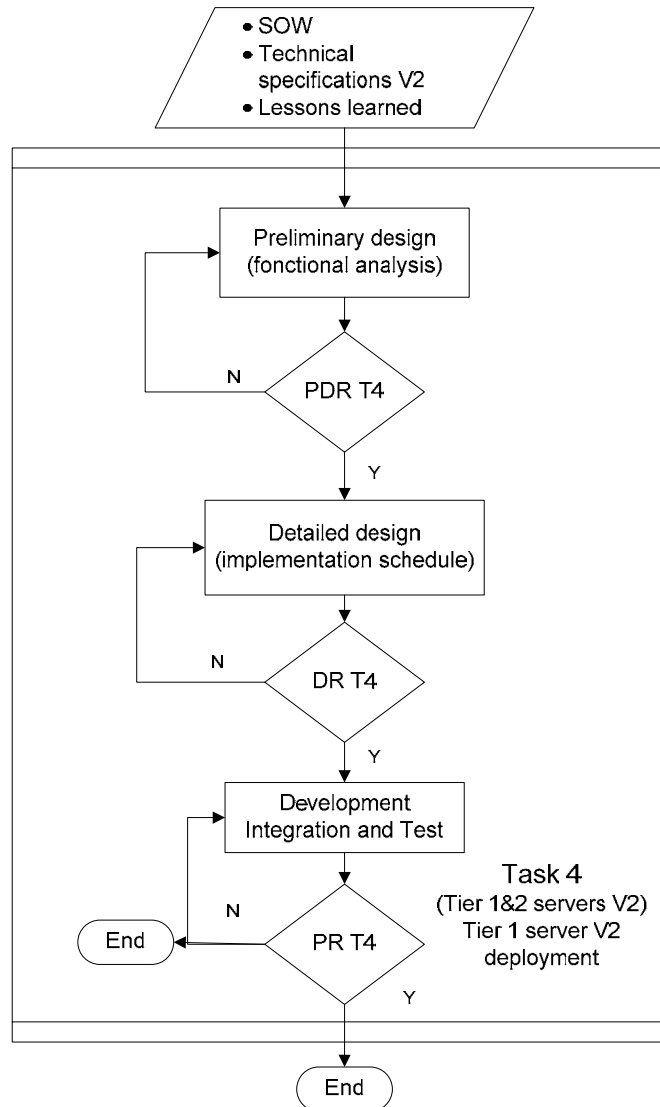 • SOW
• Technical
specifications V2
• Lessons learned
Preliminary design
(fonctional analysis)
N
PDR T4
Y
Detailed design
(implementation schedule)
N
DR T4
Y
Development
Integration and Test
Task 4
(Tier 1&2 servers V2)
Tier 1 server V2
deployment
N
End
PR T4
Y
End